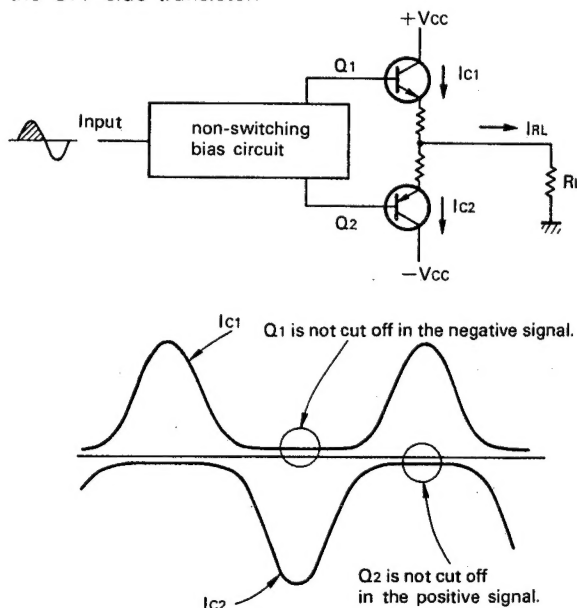 +Vcc
Q1
Ic1
Input
non-switching
bias circuit
IRL
Q2
Ic2
−Vcc
Ic1
Q1 is not cut off in the negative signal.
Q2 is not cut off
in the positive signal.
Ic2